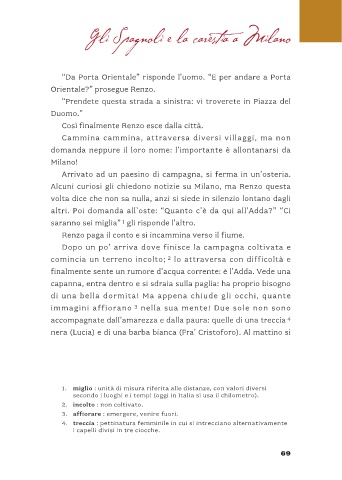 Gli Spagnoli e la carestia a Milano
“Da Porta Orientale” risponde l’uomo. “E per andare a Porta
Orientale?” prosegue Renzo.
“Prendete questa strada a sinistra: vi troverete in Piazza del
Duomo.”
Così finalmente Renzo esce dalla città.
Cammina cammina, attraversa diversi villaggi, ma non
domanda neppure il loro nome: l’importante è allontanarsi da
Milano!
Arrivato ad un paesino di campagna, si ferma in un’osteria.
Alcuni curiosi gli chiedono notizie su Milano, ma Renzo questa
volta dice che non sa nulla, anzi si siede in silenzio lontano dagli
altri. Poi domanda all’oste: “Quanto c’è da qui all’Adda?” “Ci
saranno sei miglia” 1 gli risponde l’altro.
Renzo paga il conto e si incammina verso il fiume.
Dopo un po’ arriva dove finisce la campagna coltivata e
comincia un terreno incolto; 2 lo attraversa con difficoltà e
finalmente sente un rumore d’acqua corrente: è l’Adda. Vede una
capanna, entra dentro e si sdraia sulla paglia: ha proprio bisogno
di una bella dormita! Ma appena chiude gli occhi, quante
immagini affiorano 3 nella sua mente! Due sole non sono
accompagnate dall’amarezza e dalla paura: quelle di una treccia 4
nera (Lucia) e di una barba bianca (Fra’ Cristoforo). Al mattino si
1. miglio : unità di misura riferita alle distanze, con valori diversi
secondo i luoghi e i tempi (oggi in Italia si usa il chilometro).
2. incolto : non coltivato.
3. affiorare : emergere, venire fuori.
4. treccia : pettinatura femminile in cui si intrecciano alternativamente
i capelli divisi in tre ciocche.
69